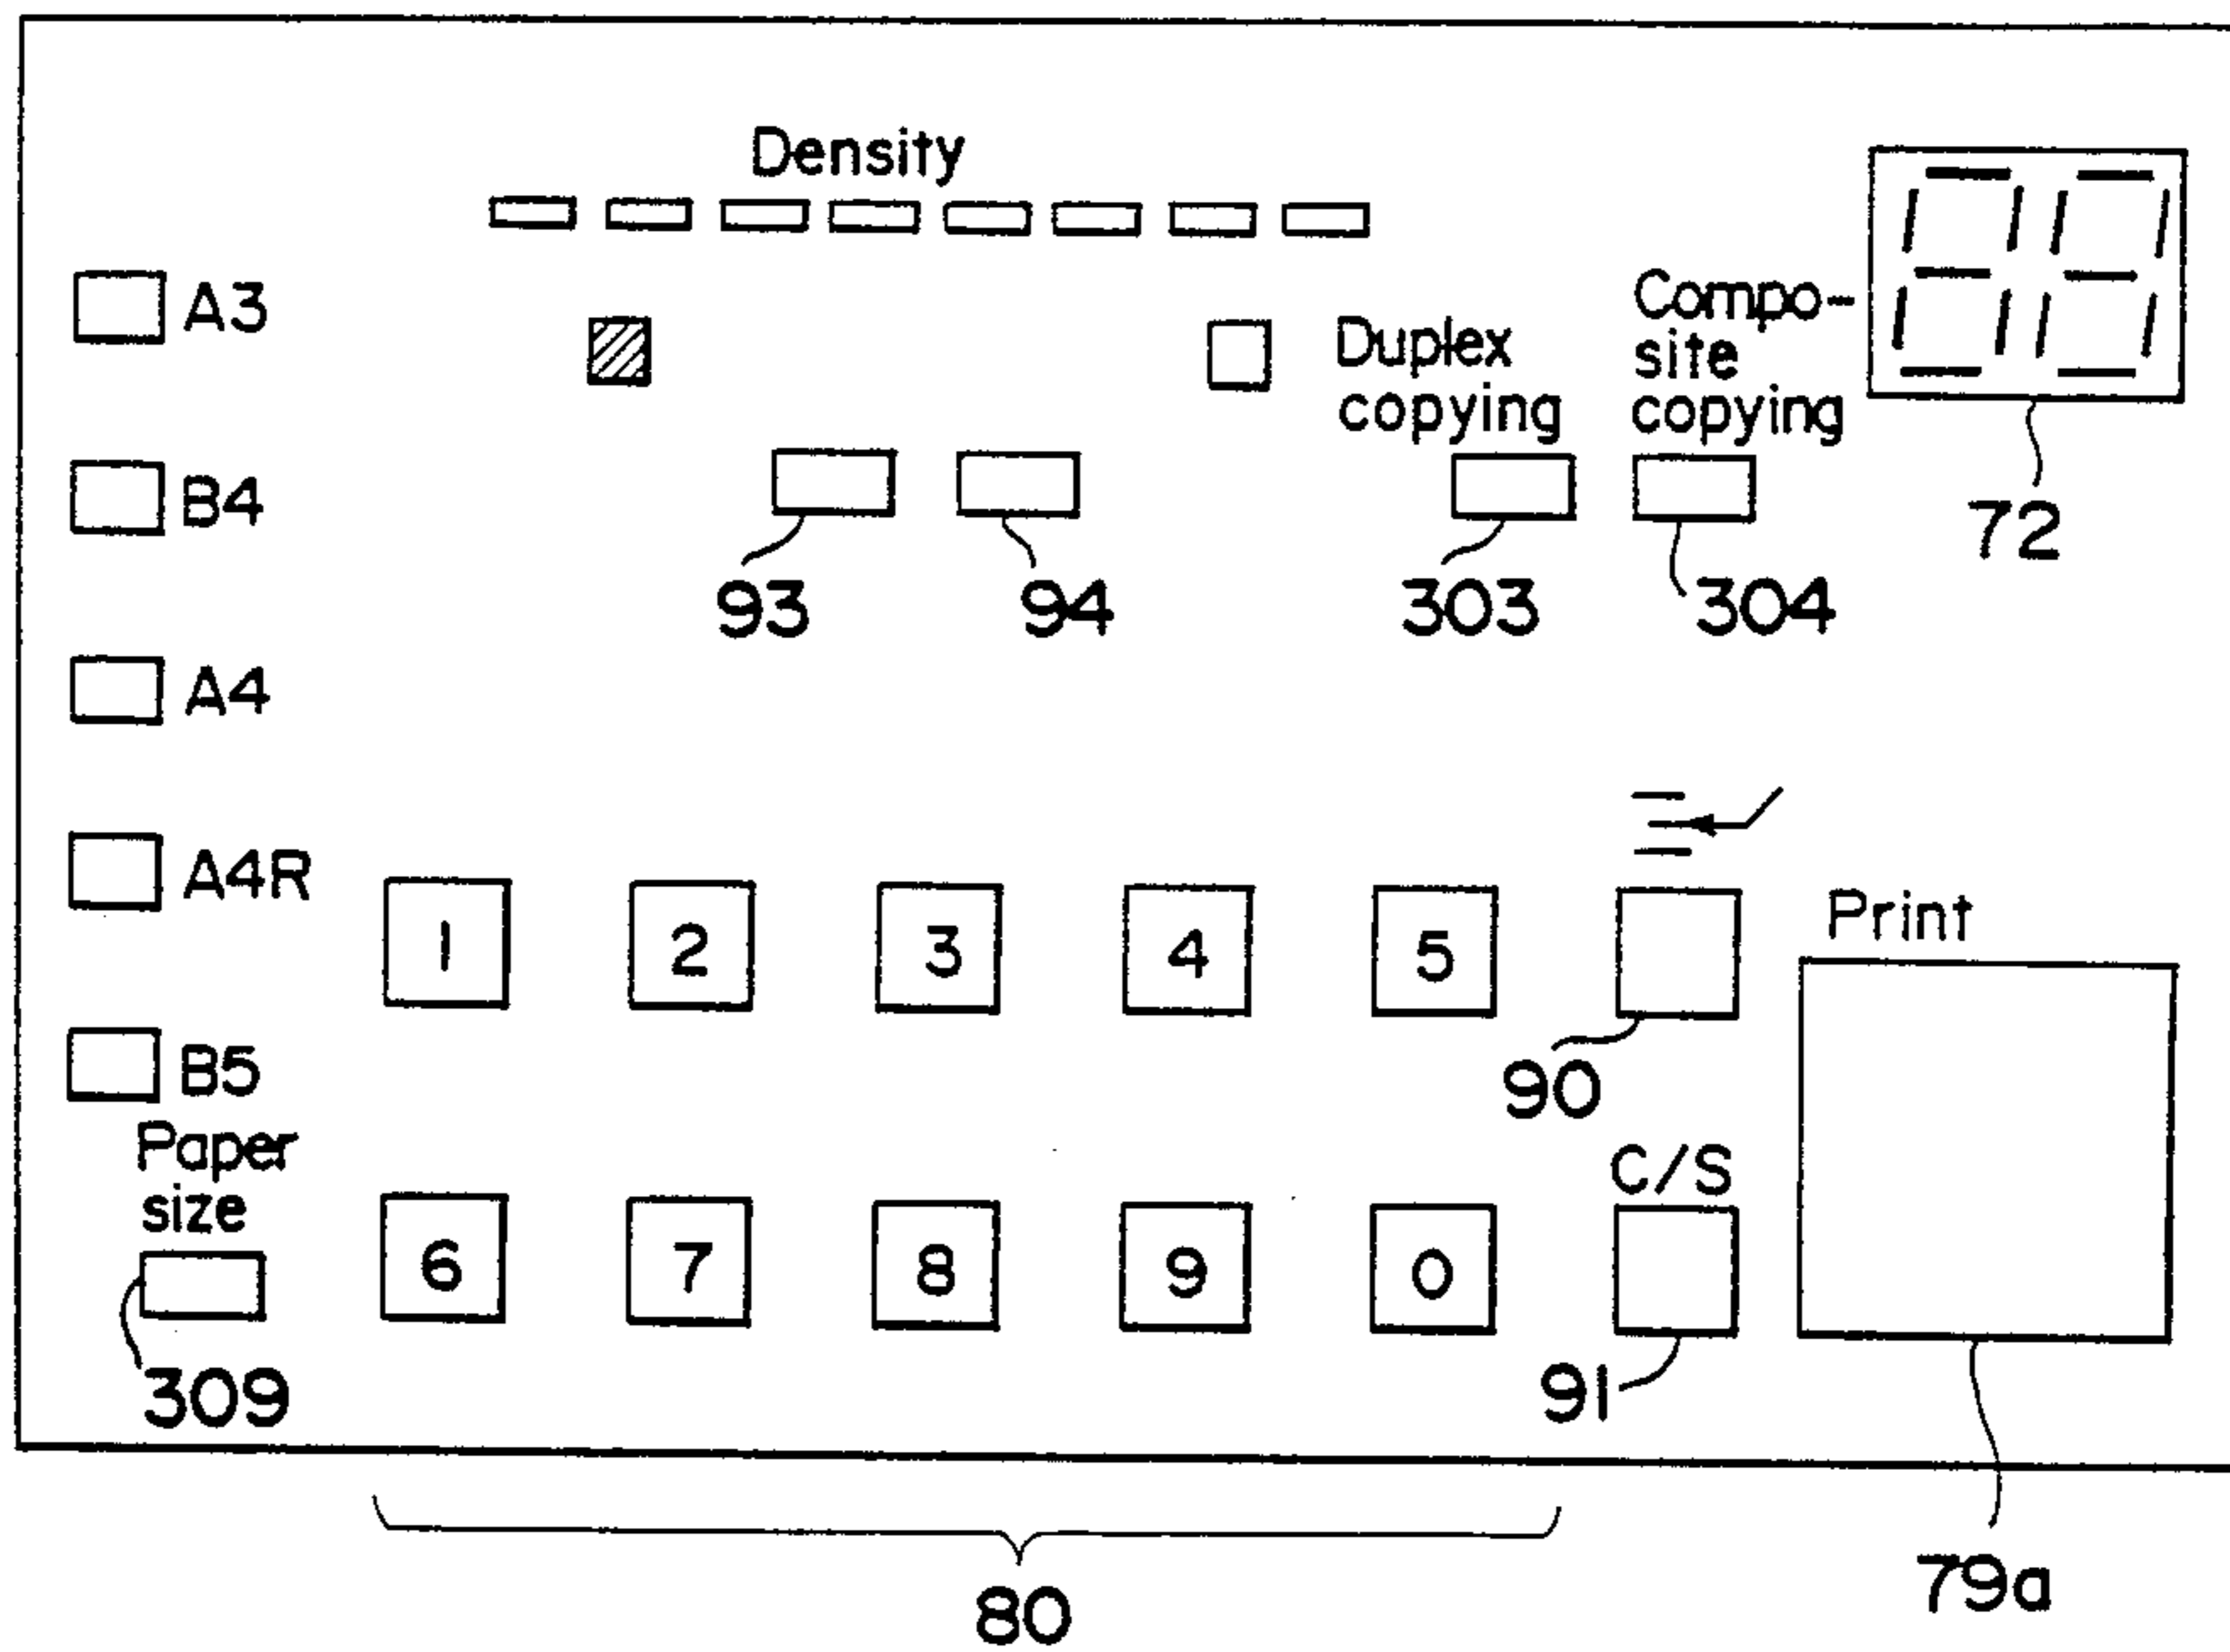 Density
A3
Duplex
copying
Compo-
site
copying
B4
93
94
303
304
72
A4
A4R
1
2
3
4
5
Print
B5
90
Paper
size
C/S
6
7
8
9
0
309
91
80
79a